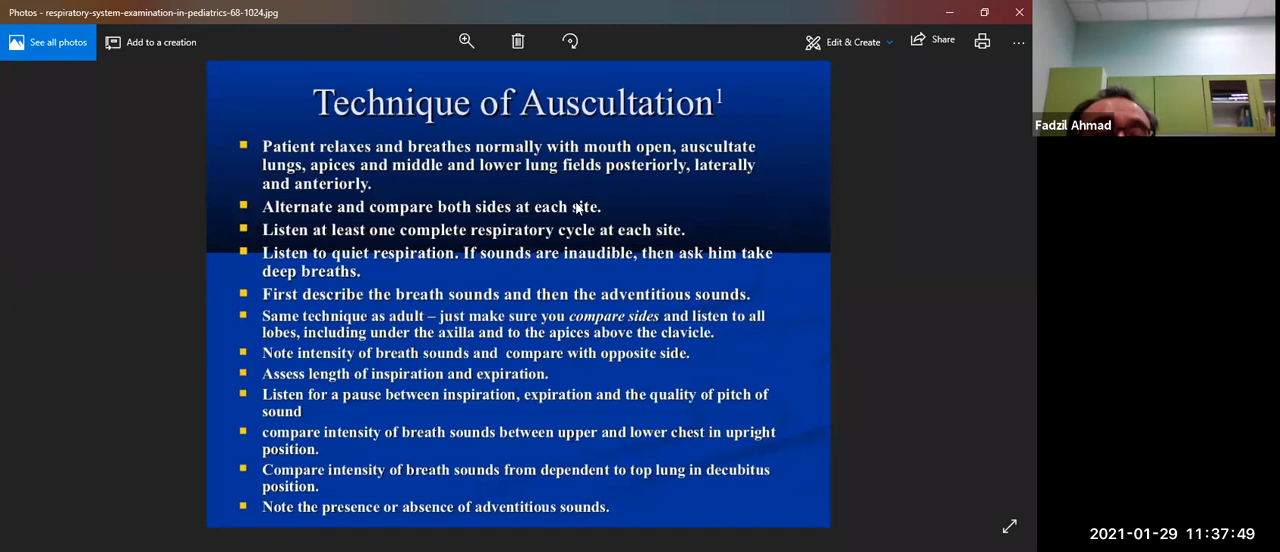 Photos - respiratory-system-examination-in-pediatrics-68-1024.jpg
See all photos
Add to a creation
Edit & Create
Share
Fadzil Ahmad
Technique of Auscultation1
Patient relaxes and breathes normally with mouth open, auscultate
lungs, apices and middle and lower lung fields posteriorly, laterally
and anteriorly.
Alternate and compare both sides at each site.
Listen at least one complete respiratory cycle at each site.
Listen to quiet respiration. If sounds are inaudible, then ask him take
deep breaths.
First describe the breath sounds and then the adventitious sounds.
Same technique as adult – just make sure you compare sides and listen to all
lobes, including under the axilla and to the apices above the clavicle.
Note intensity of breath sounds and compare with opposite side.
Assess length of inspiration and expiration.
Listen for a pause between inspiration, expiration and the quality of pitch of
sound
compare intensity of breath sounds between upper and lower chest in upright
position.
Compare intensity of breath sounds from dependent to top lung in decubitus
position.
Note the presence or absence of adventitious sounds.
2021-01-29 11:37:49